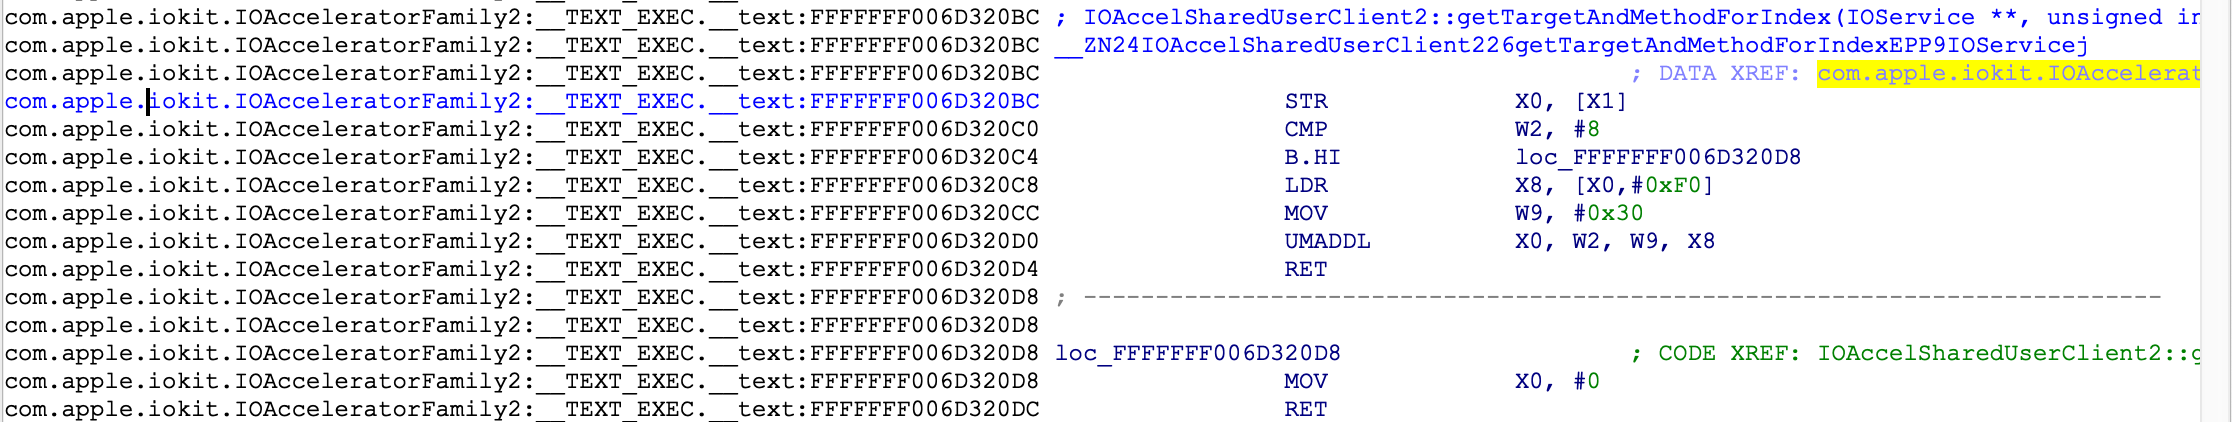 com.apple.iokit.IOAcceleratorFamily2:__TEXT_EXEC.__text:FFFFFFF006D320BC ; IOAccelSharedUserClient2::getTargetAndMethodForIndex(IOService **, unsigned in
com.apple.iokit.IOAcceleratorFamily2:__TEXT_EXEC.__text:FFFFFFF006D320BC __ZN24IOAccelSharedUserClient226getTargetAndMethodForIndexEPP9IOServicej
com.apple.iokit.IOAcceleratorFamily2:__TEXT_EXEC.__text:FFFFFFF006D320BC ; DATA XREF: com.apple.iokit.IOAccelerat
com.apple.iokit.IOAcceleratorFamily2:__TEXT_EXEC.__text:FFFFFFF006D320BC STR X0, [X1]
com.apple.iokit.IOAcceleratorFamily2:__TEXT_EXEC.__text:FFFFFFF006D320C0 CMP W2, #8
com.apple.iokit.IOAcceleratorFamily2:__TEXT_EXEC.__text:FFFFFFF006D320C4 B.HI loc_FFFFFFF006D320D8
com.apple.iokit.IOAcceleratorFamily2:__TEXT_EXEC.__text:FFFFFFF006D320C8 LDR X8, [X0,#0xF0]
com.apple.iokit.IOAcceleratorFamily2:__TEXT_EXEC.__text:FFFFFFF006D320CC MOV W9, #0x30
com.apple.iokit.IOAcceleratorFamily2:__TEXT_EXEC.__text:FFFFFFF006D320D0 UMADDL X0, W2, W9, X8
com.apple.iokit.IOAcceleratorFamily2:__TEXT_EXEC.__text:FFFFFFF006D320D4 RET
com.apple.iokit.IOAcceleratorFamily2:__TEXT_EXEC.__text:FFFFFFF006D320D8 ; ---------------------------------------------------------------------------
com.apple.iokit.IOAcceleratorFamily2:__TEXT_EXEC.__text:FFFFFFF006D320D8
com.apple.iokit.IOAcceleratorFamily2:__TEXT_EXEC.__text:FFFFFFF006D320D8 loc_FFFFFFF006D320D8 ; CODE XREF: IOAccelSharedUserClient2::g
com.apple.iokit.IOAcceleratorFamily2:__TEXT_EXEC.__text:FFFFFFF006D320D8 MOV X0, #0
com.apple.iokit.IOAcceleratorFamily2:__TEXT_EXEC.__text:FFFFFFF006D320DC RET